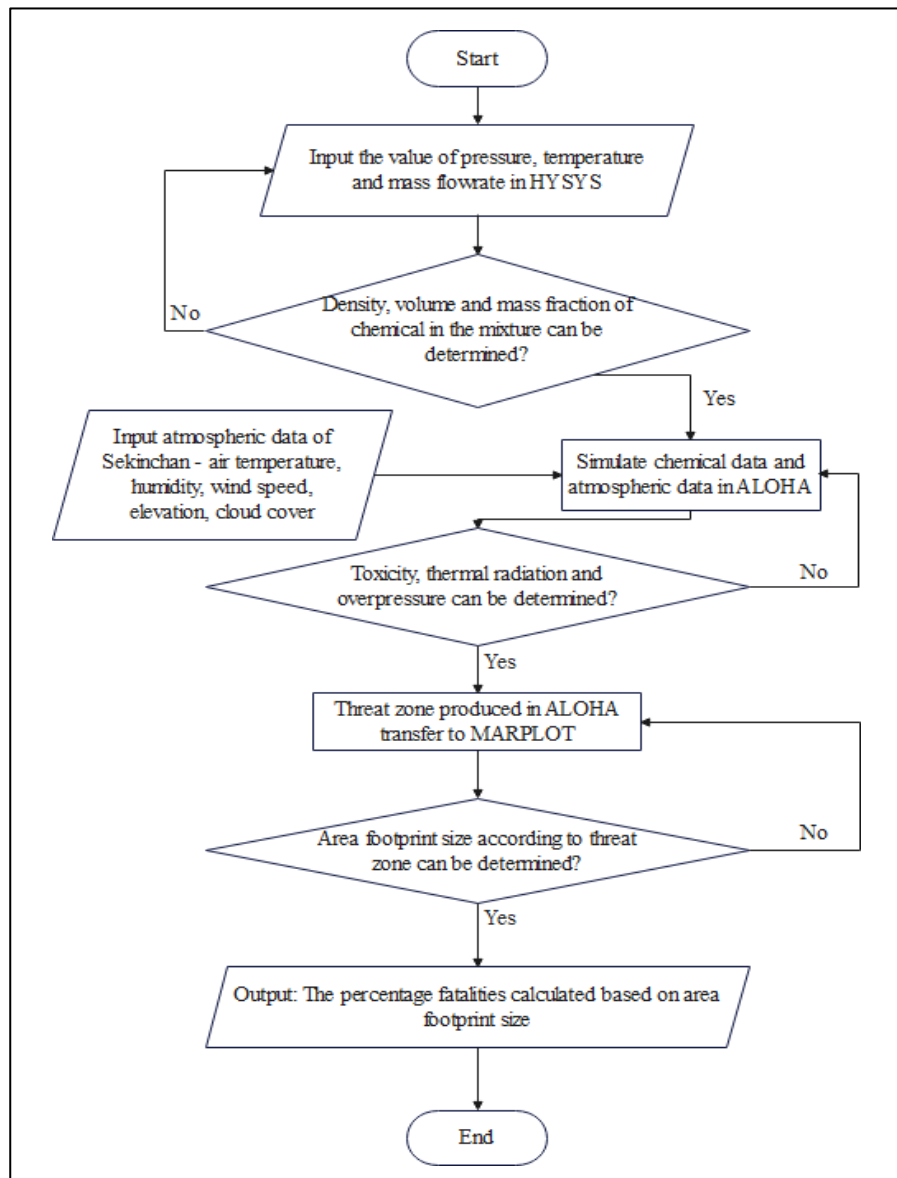 Start
Input the value of pressure, temperature
and mass flowrate in HYSYS
No
Density, volume and mass fraction of
chemical in the mixture can be
determined?
Yes
Input atmospheric data of
Sekinchan - air temperature,
humidity, wind speed,
elevation, cloud cover
Simulate chemical data and
atmospheric data in ALOHA
Toxicity, thermal radiation and
overpressure can be determined?
No
Yes
Threat zone produced in ALOHA
transfer to MARPLOT
Area footprint size according to threat
zone can be determined?
No
Yes
Output: The percentage fatalities calculated based on area
footprint size
End